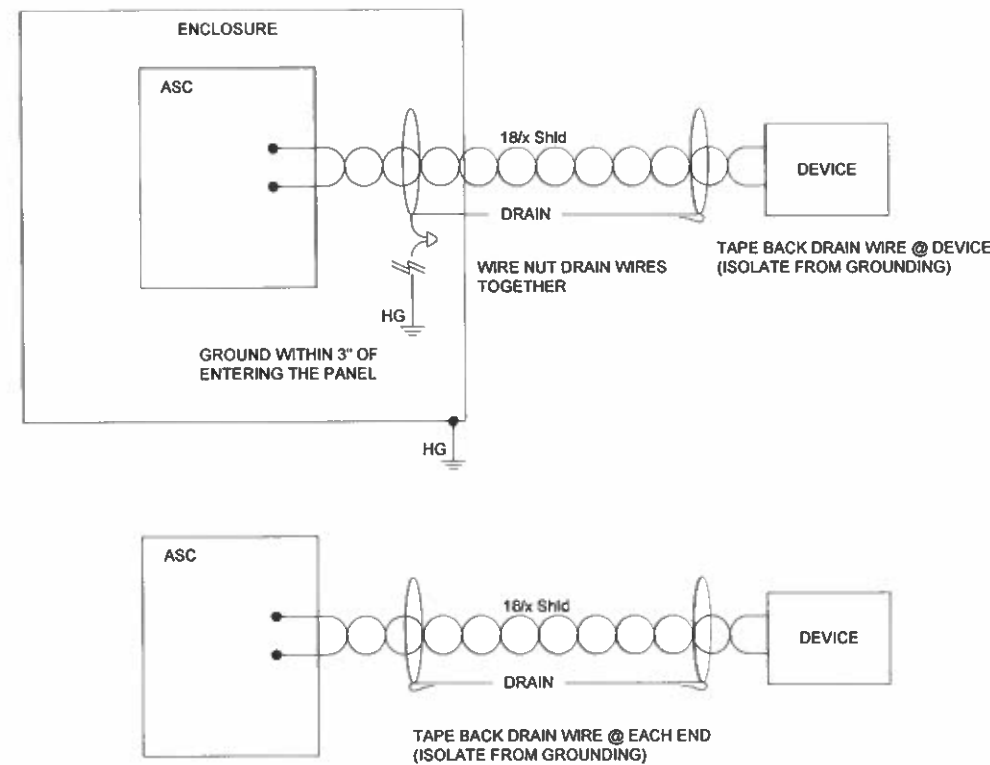 ENCLOSURE
ASC
18/x Shld
DEVICE
DRAIN
TAPE BACK DRAIN WIRE @ DEVICE
(ISOLATE FROM GROUNDING)
WIRE NUT DRAIN WIRES
TOGETHER
HG
GROUND WITHIN 3" OF
ENTERING THE PANEL
HG
ASC
18/x Shld
DEVICE
DRAIN
TAPE BACK DRAIN WIRE @ EACH END
(ISOLATE FROM GROUNDING)